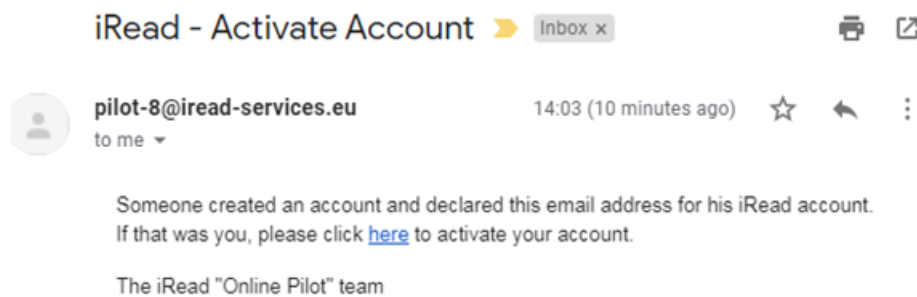 iRead - Activate Account Inbox x
pilot-8@iread-services.eu 14:03 (10 minutes ago)
to me
Someone created an account and declared this email address for his iRead account.
If that was you, please click here to activate your account.
The iRead "Online Pilot" team